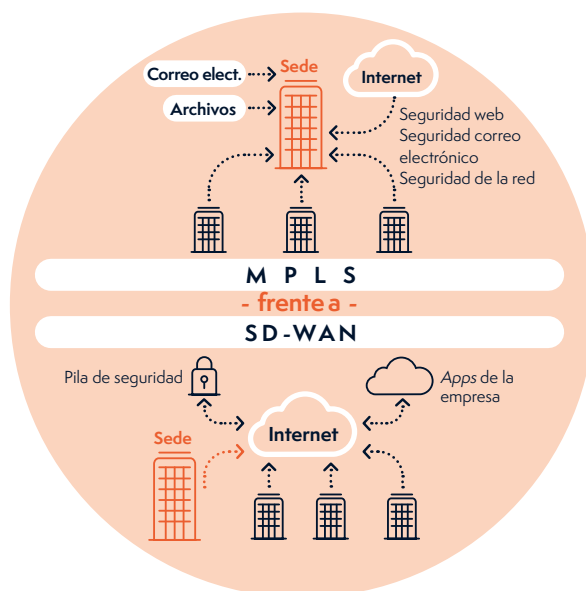 Correo elect.
Sede
Internet
Archivos
Seguridad web
Seguridad correo
electrónico
Seguridad de la red
MPLS
- frente a -
SD-WAN
Pila de seguridad
Apps de la
empresa
Sede
Internet